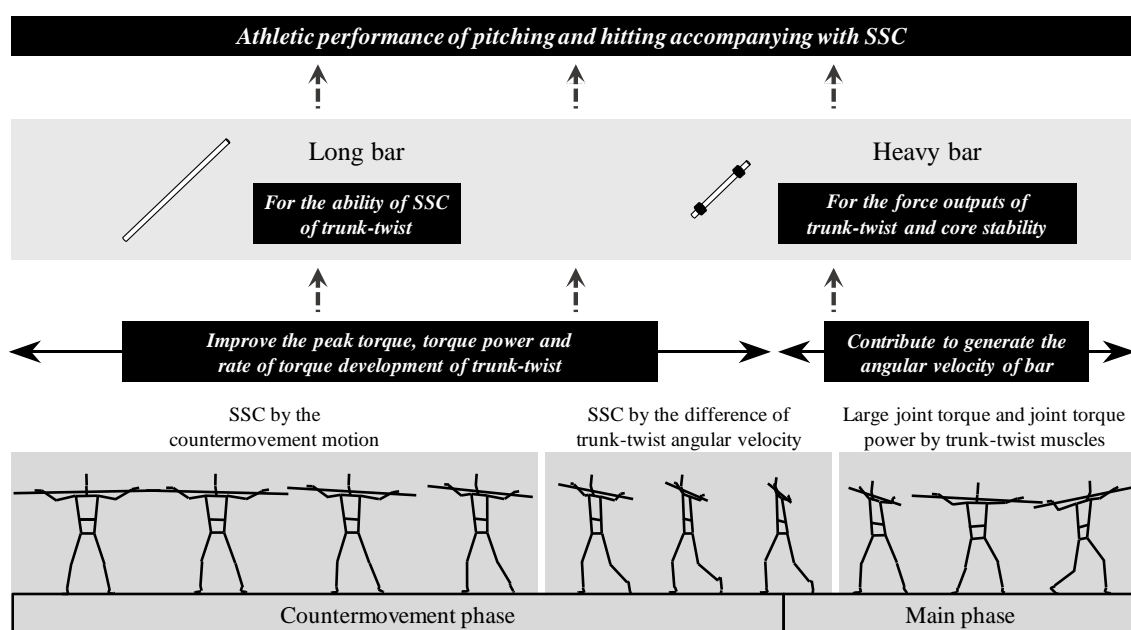 Athletic performance of pitching and hitting accompanying with SSC
Long bar
For the ability of SSC
of trunk-twist
Heavy bar
For the force outputs of
trunk-twist and core stability
Improve the peak torque, torque power and
rate of torque development of trunk-twist
Contribute to generate the
angular velocity of bar
SSC by the
countermovement motion
SSC by the difference of
trunk-twist angular velocity
Large joint torque and joint torque
power by trunk-twist muscles
Countermovement phase
Main phase